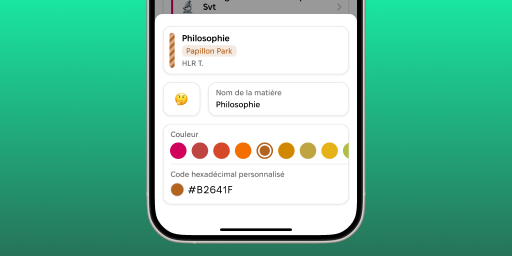 Svt
Philosophie
Papillon Park
HLR T.
Nom de la matière
Philosophie
Couleur
Code hexadécimal personnalisé
#B2641F